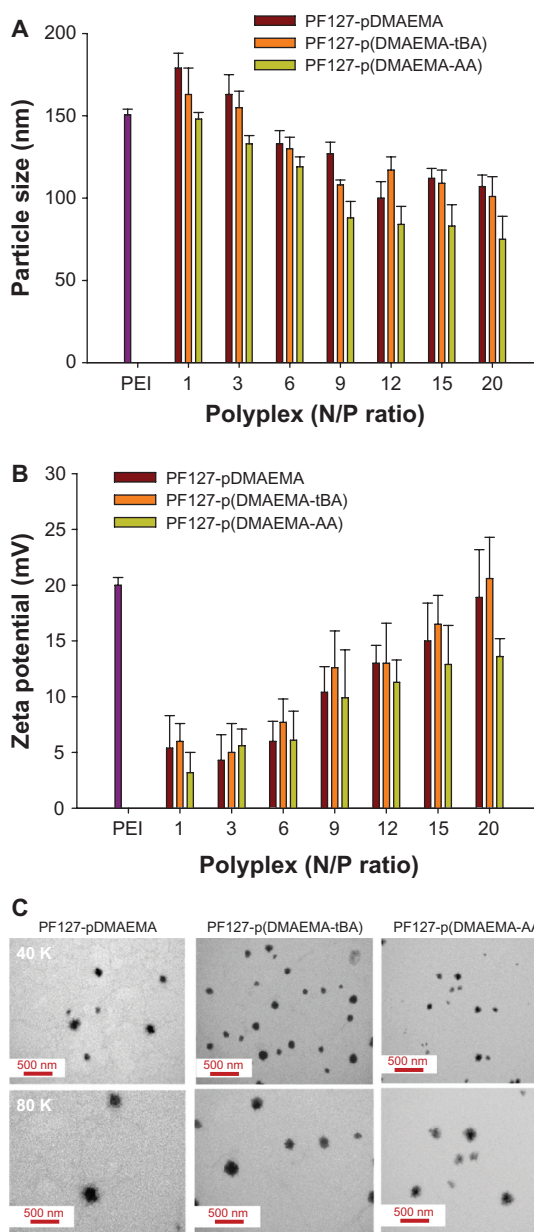 A
PF127-pDMAEMA
PF127-p(DMAEMA-tBA)
PF127-p(DMAEMA-AA)
Particle size (nm)
200
150
100
50
0
PEI 1 3 6 9 12 15 20
Polyplex (N/P ratio)
B
PF127-pDMAEMA
PF127-p(DMAEMA-tBA)
PF127-p(DMAEMA-AA)
Zeta potential (mV)
30
25
20
15
10
5
0
PEI 1 3 6 9 12 15 20
Polyplex (N/P ratio)
C
PF127-pDMAEMA PF127-p(DMAEMA-tBA) PF127-p(DMAEMA-AA
40 K
500 nm 500 nm 500 nm
80 K
500 nm 500 nm 500 nm